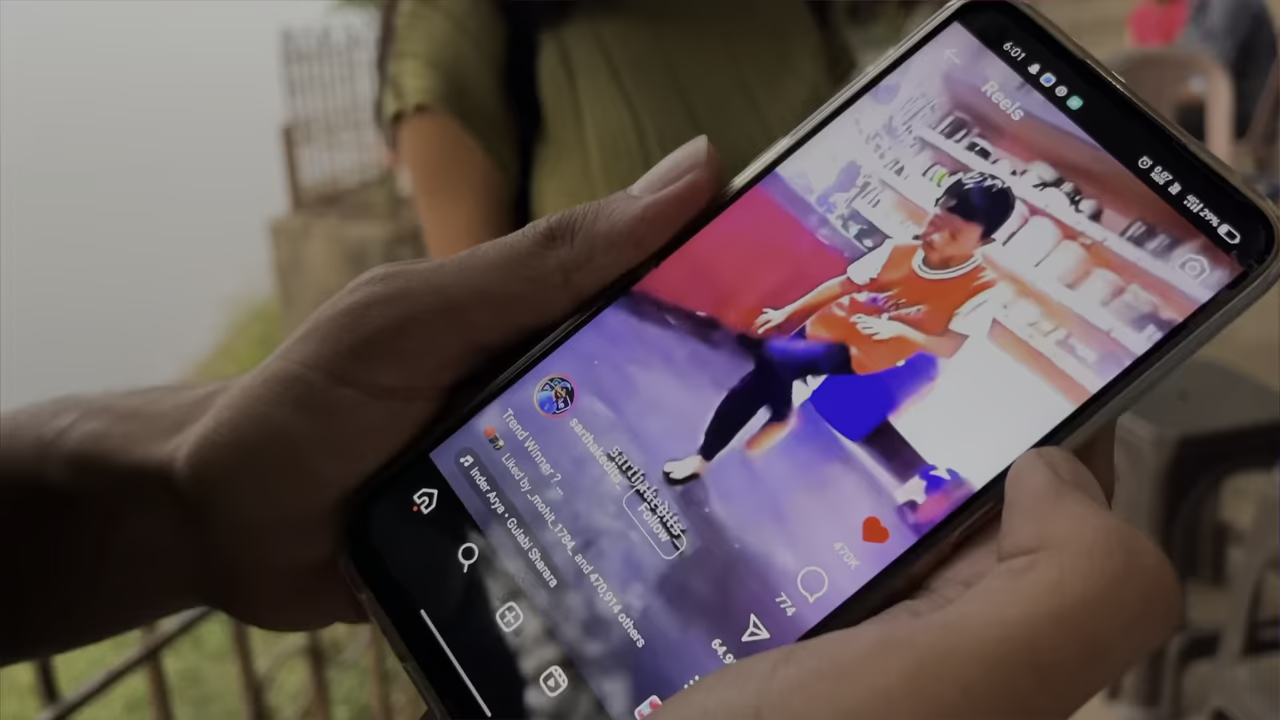 6:01
29%
Reels
Trend Winner ? ...
Liked by _mohit_1784_ and 470,914 others
Inder Arya • Gulabi Sharara
Follow
470K
774